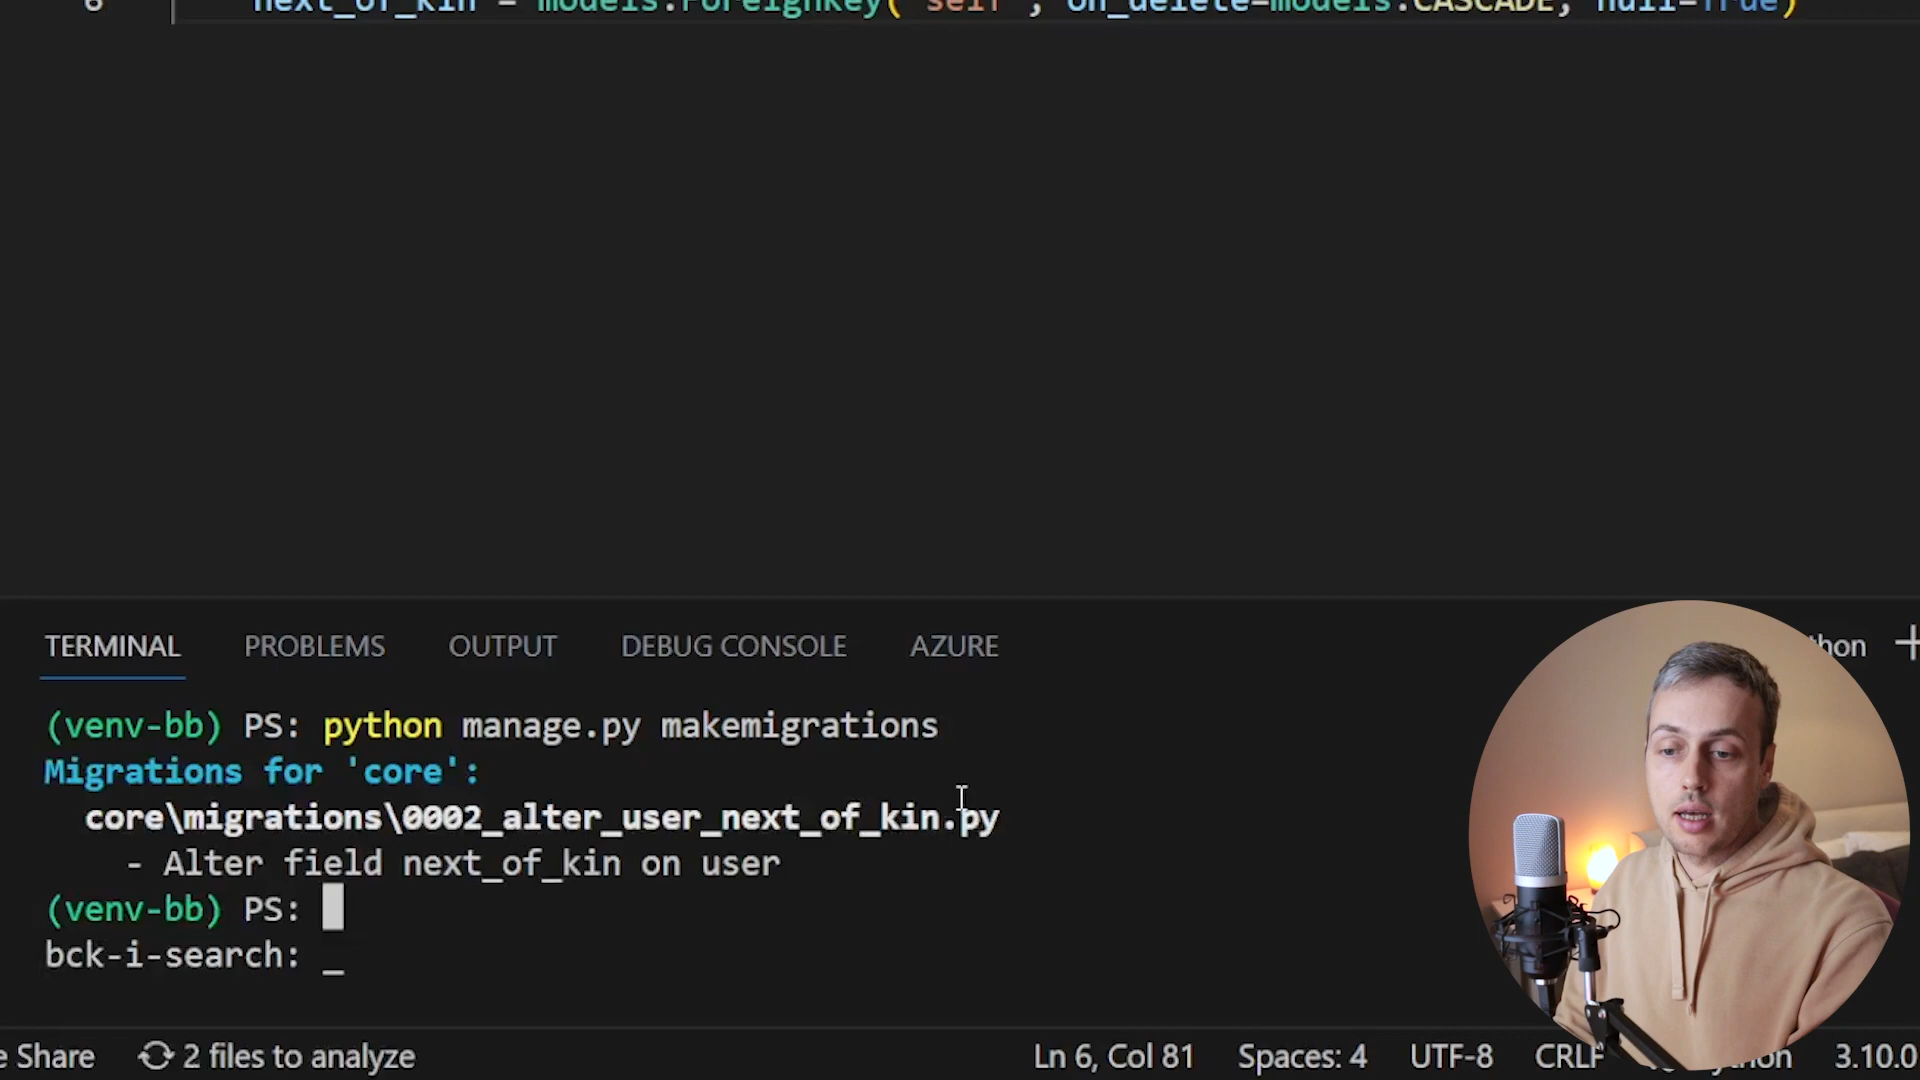 6 next_of_kin = models.ForeignKey('self', on_delete=models.CASCADE, null=True)
TERMINAL PROBLEMS OUTPUT DEBUG CONSOLE AZURE
(venv-bb) PS: python manage.py makemigrations
Migrations for 'core':
core\migrations\0002_alter_user_next_of_kin.py
- Alter field next_of_kin on user
(venv-bb) PS:
bck-i-search: _
Share 2 files to analyze Ln 6, Col 81 Spaces: 4 UTF-8 CRLF 3.10.0